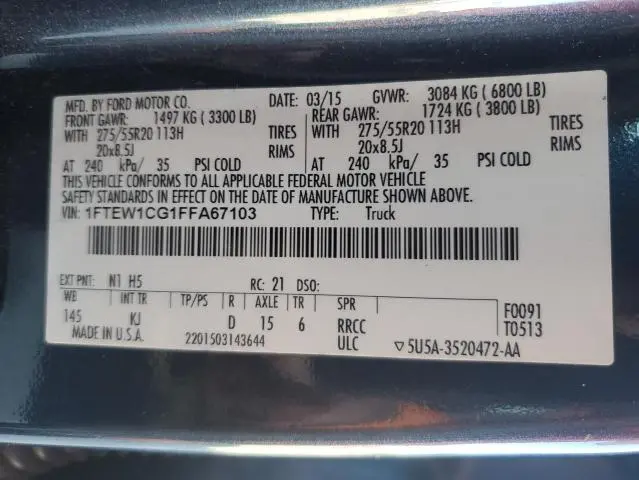 MFD. BY FORD MOTOR CO. DATE: 03/15 GVWR: 3084 KG ( 6800 LB)
FRONT GAWR: 1497 KG ( 3300 LB) REAR GAWR: 1724 KG ( 3800 LB)
WITH 275/55R20 113H TIRES WITH 275/55R20 113H TIRES
20x8.5J RIMS 20x8.5J RIMS
AT 240 kPa/ 35 PSI COLD AT 240 kPa/ 35 PSI COLD
THIS VEHICLE CONFORMS TO ALL APPLICABLE FEDERAL MOTOR VEHICLE
SAFETY STANDARDS IN EFFECT ON THE DATE OF MANUFACTURE SHOWN ABOVE.
VIN: 1FTEW1CG1FFA67103 TYPE: Truck
EXT PNT: N1 H5 RC: 21 DSO:
WB INT TR TP/PS R AXLE TR SPR F0091
145 KJ D 15 6 RRCC T0513
MADE IN U.S.A. 2201503143644 ULC ▽5U5A-3520472-AA